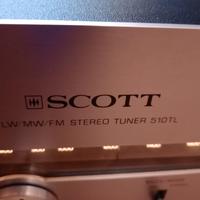 SCOTT
LW/MW/FM STEREO TUNER 510TL